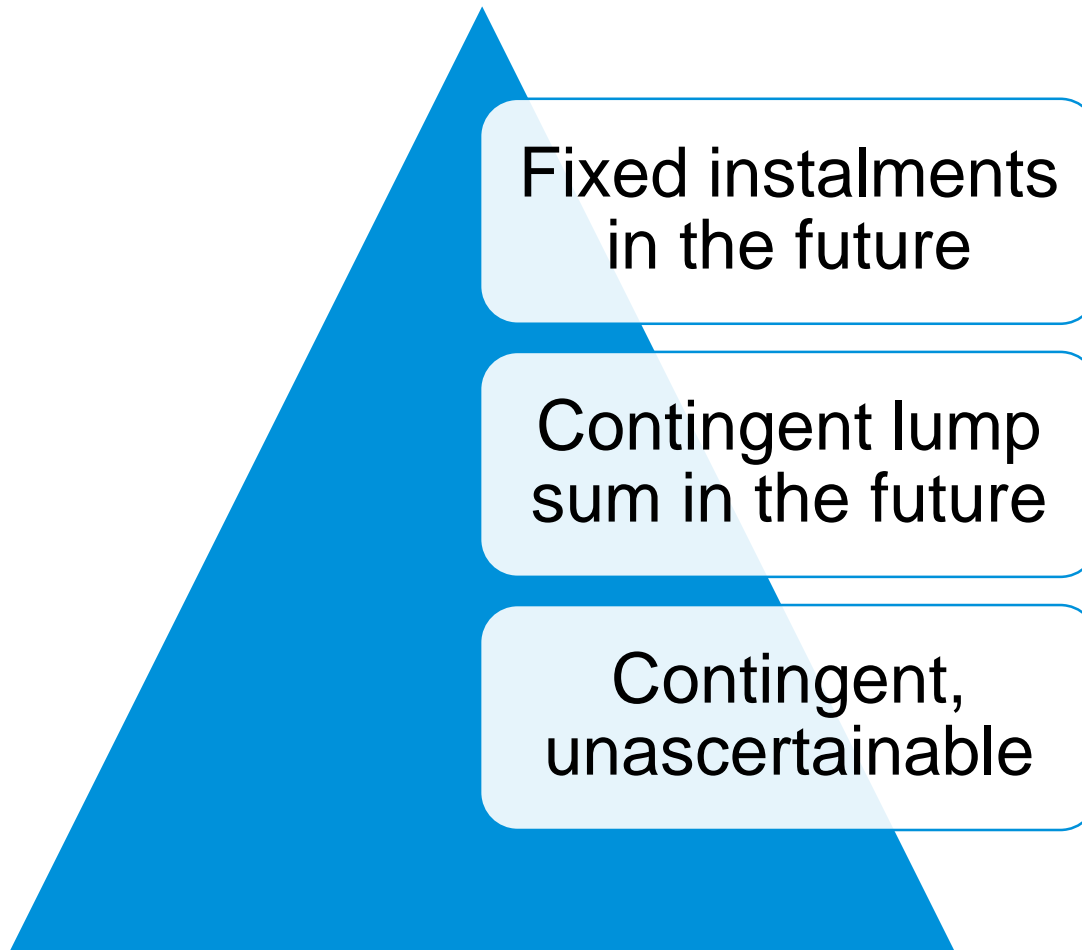 Fixed instalments
in the future
Contingent lump
sum in the future
Contingent,
unascertainable